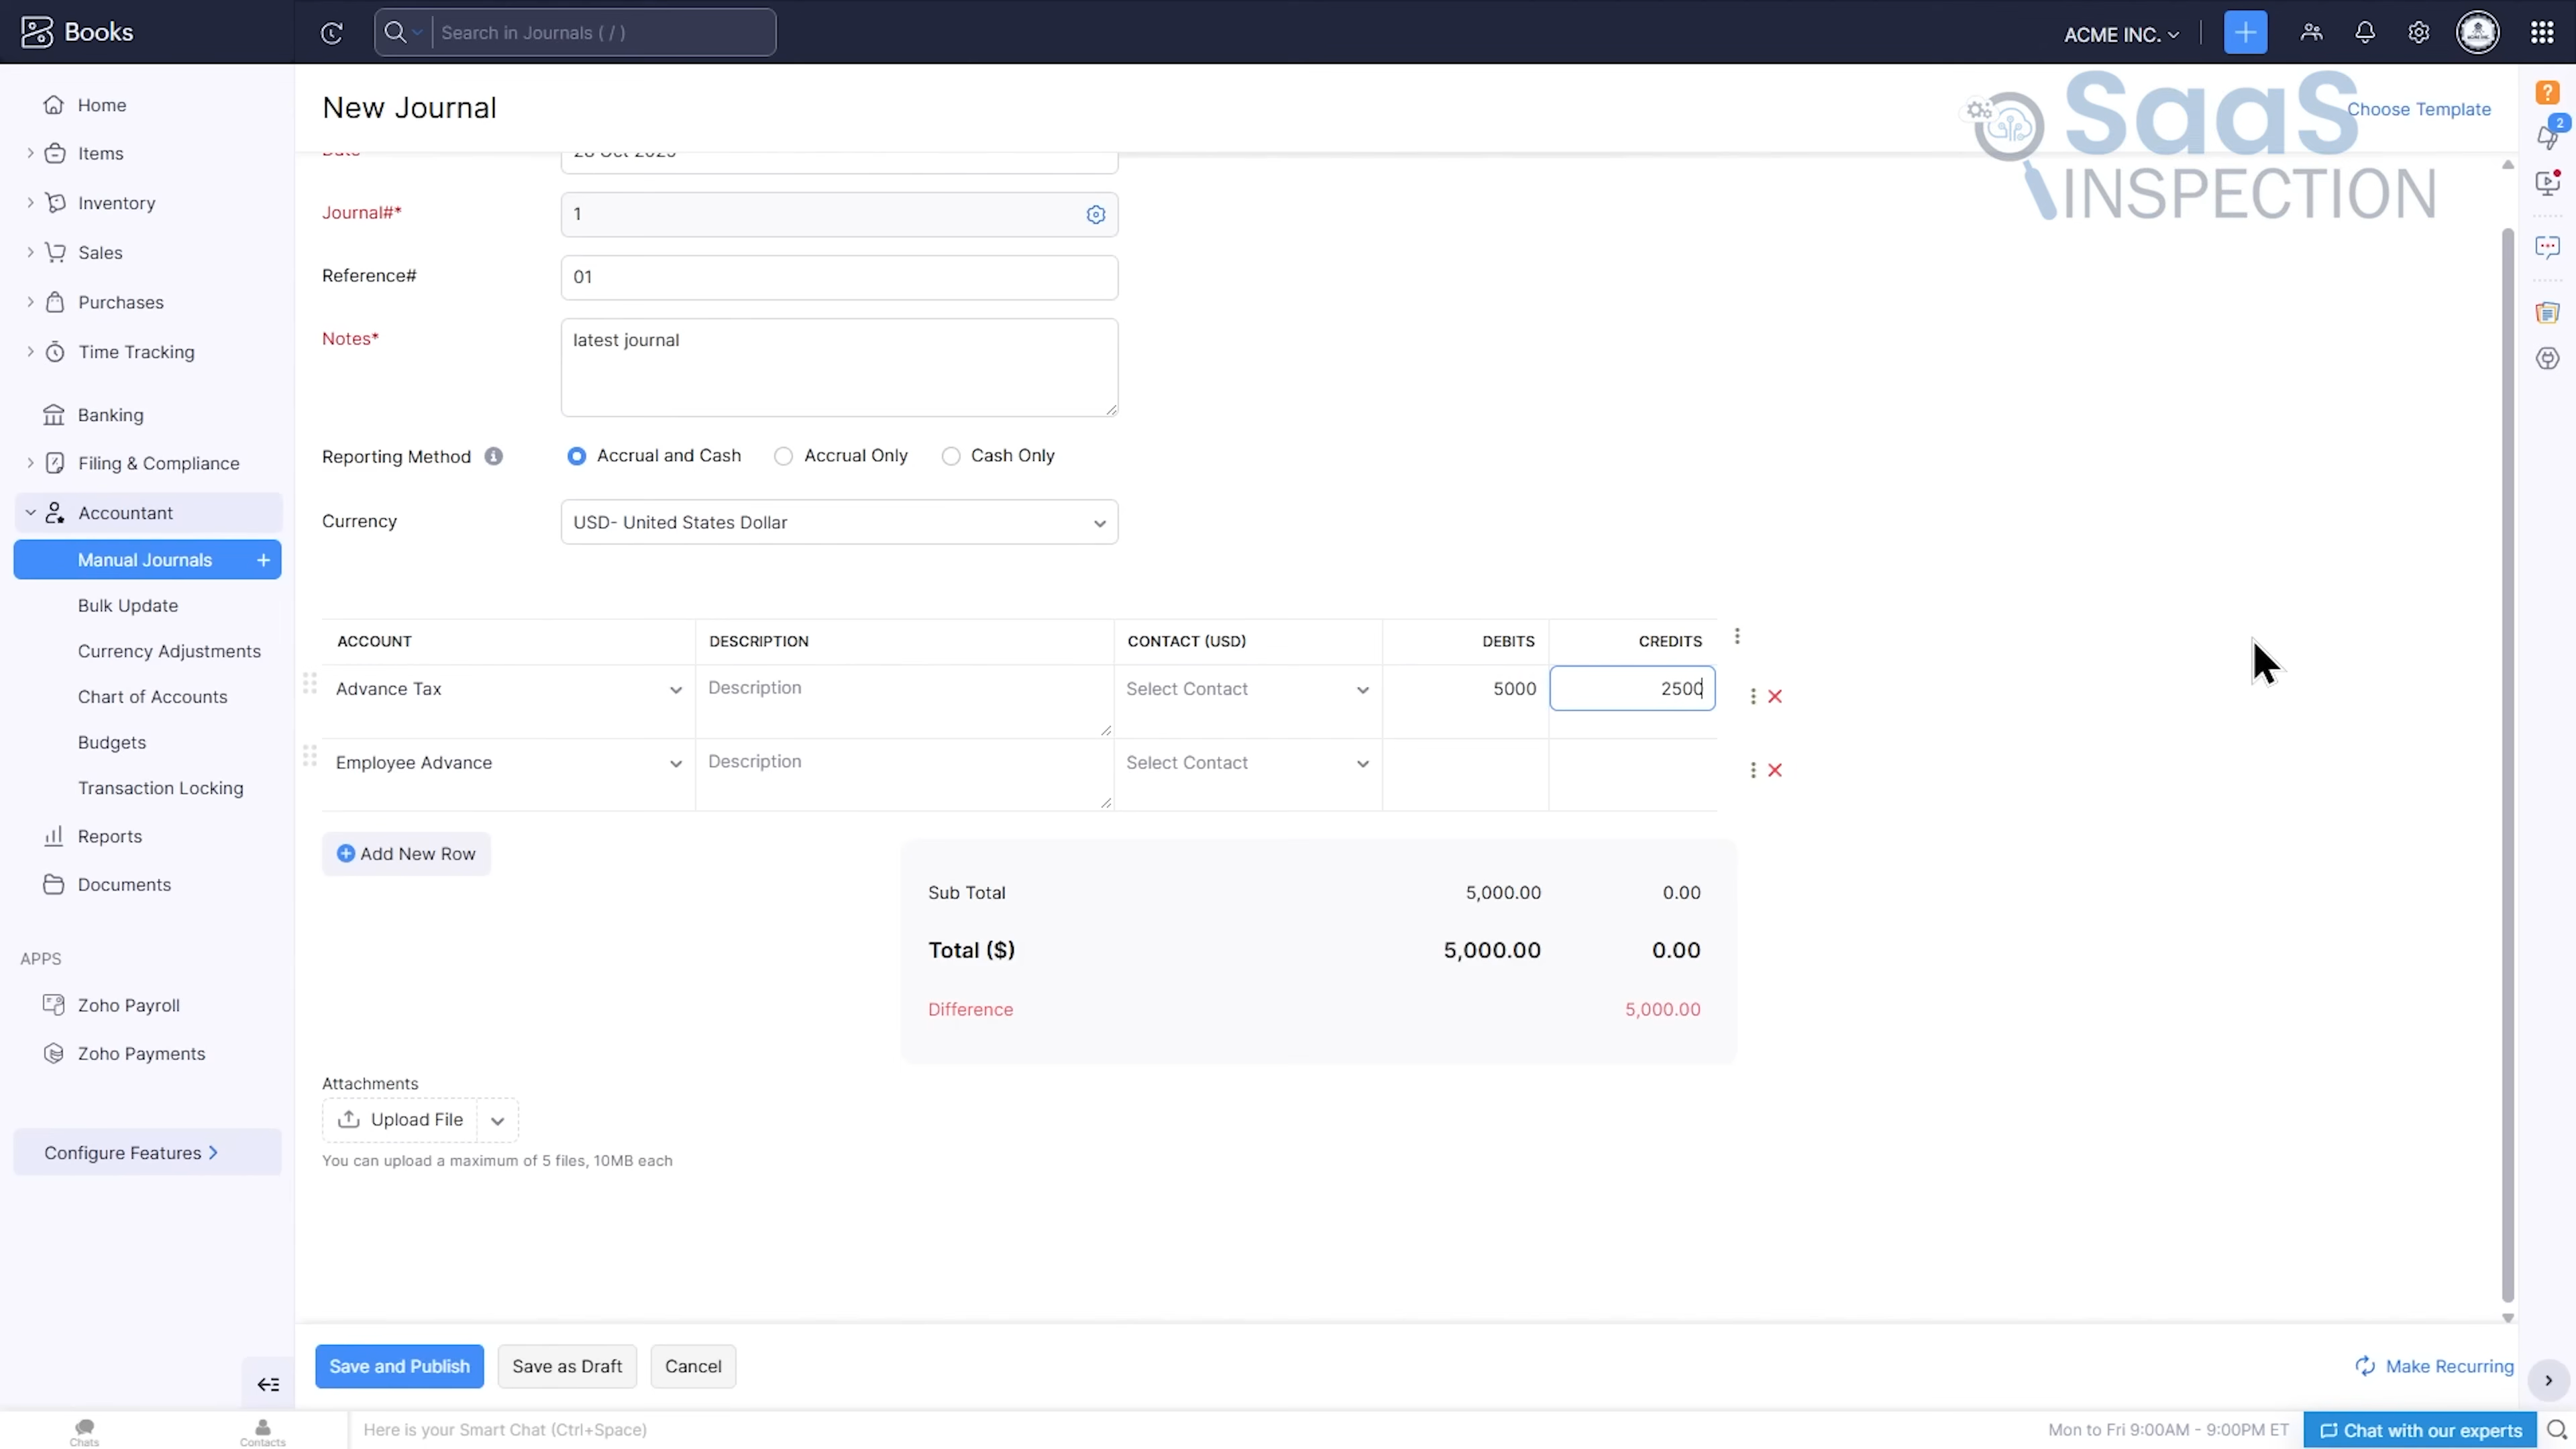 Books
Search in Journals ( / )
ACME INC.
Home
Items
Inventory
Sales
Purchases
Time Tracking
Banking
Filing & Compliance
Accountant
Manual Journals
Bulk Update
Currency Adjustments
Chart of Accounts
Budgets
Transaction Locking
Reports
Documents
APPS
Zoho Payroll
Zoho Payments
Configure Features
New Journal
SaaS
INSPECTION
Choose Template
2
Journal#* 1
Reference# 01
Notes* latest journal
Reporting Method Accrual and Cash Accrual Only Cash Only
Currency USD- United States Dollar
ACCOUNT DESCRIPTION CONTACT (USD) DEBITS CREDITS
Advance Tax Description Select Contact 5000 2500
Employee Advance Description Select Contact
Add New Row
Sub Total 5,000.00 0.00
Total ($) 5,000.00 0.00
Difference 5,000.00
Attachments
Upload File
You can upload a maximum of 5 files, 10MB each
Save and Publish Save as Draft Cancel
Make Recurring
Chats
Contacts
Here is your Smart Chat (Ctrl+Space)
Mon to Fri 9:00AM - 9:00PM ET
Chat with our experts